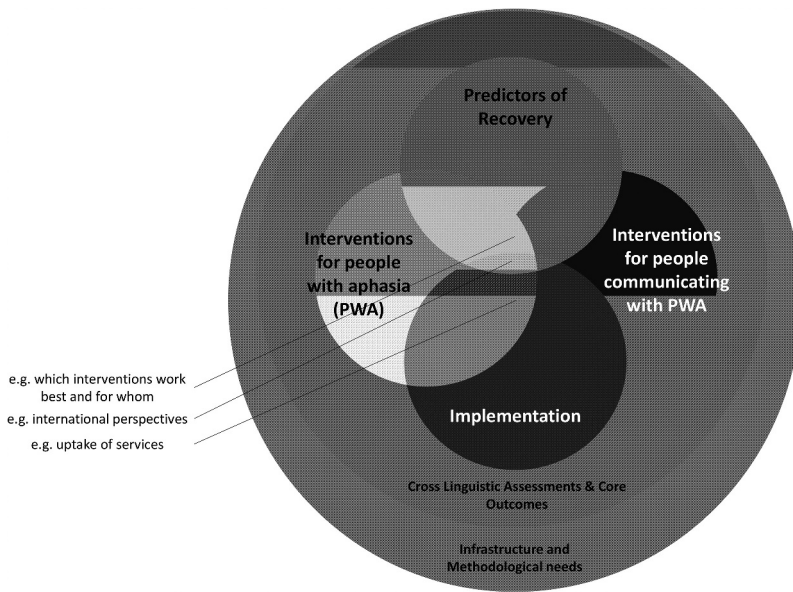 Predictors of
Recovery
Interventions
for people
with aphasia
(PWA)
Interventions
for people
communicating
with PWA
e.g. which interventions work
best and for whom
e.g. international perspectives
e.g. uptake of services
Implementation
Cross Linguistic Assessments & Core
Outcomes
Infrastructure and
Methodological needs